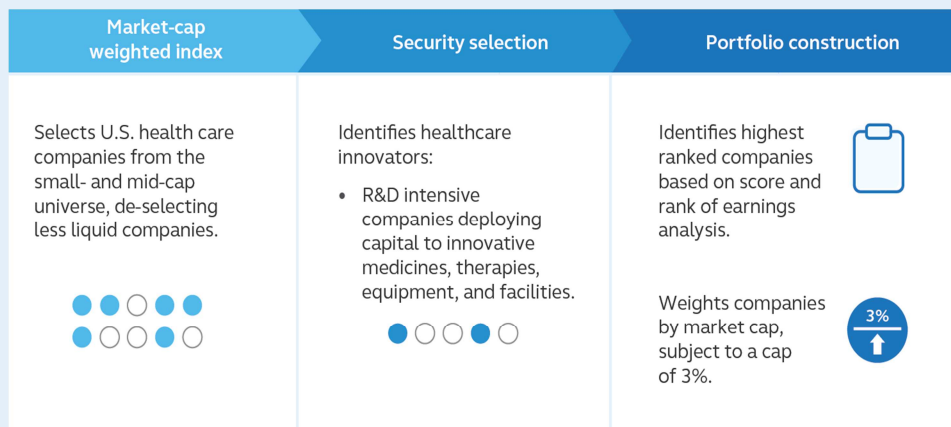 Market-cap
weighted index
Security selection
Portfolio construction
Selects U.S. health care
companies from the
small- and mid-cap
universe, de-selecting
less liquid companies.
Identifies healthcare
innovators:
• R&D intensive
companies deploying
capital to innovative
medicines, therapies,
equipment, and facilities.
Identifies highest
ranked companies
based on score and
rank of earnings
analysis.
Weights companies
by market cap,
subject to a cap
of 3%.
3%